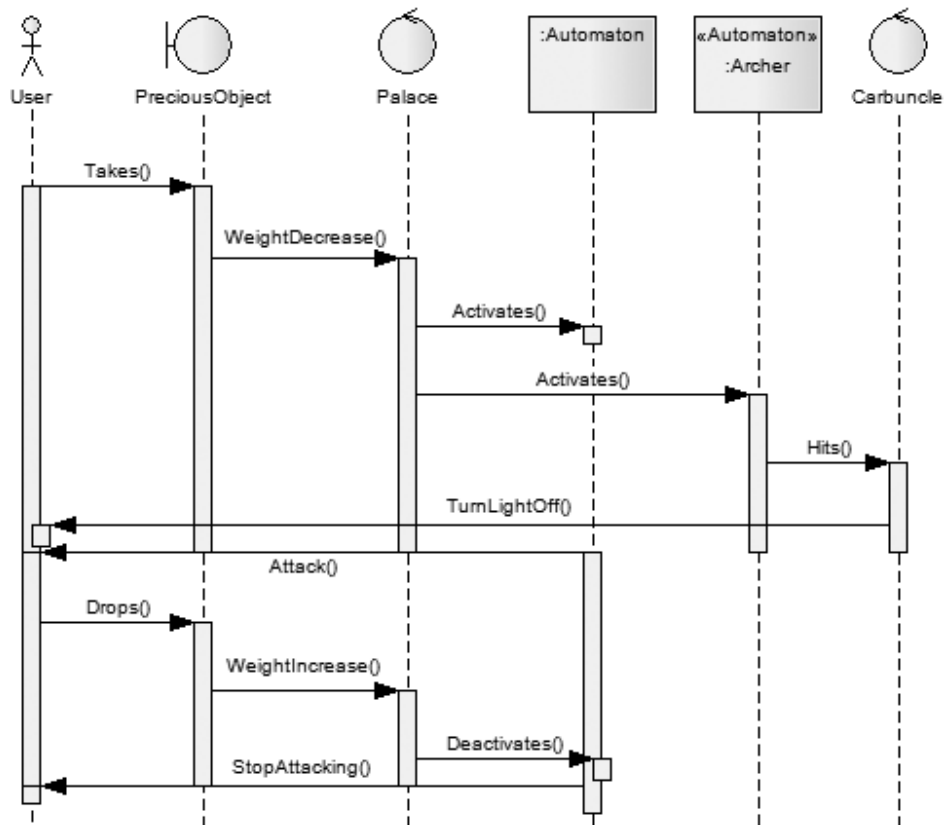 :Automaton
«Automaton»
:Archer
User
PreciousObject
Palace
Carbuncle
Takes()
WeightDecrease()
Activates()
Activates()
Hits()
TurnLightOff()
Attack()
Drops()
WeightIncrease()
Deactivates()
StopAttacking()